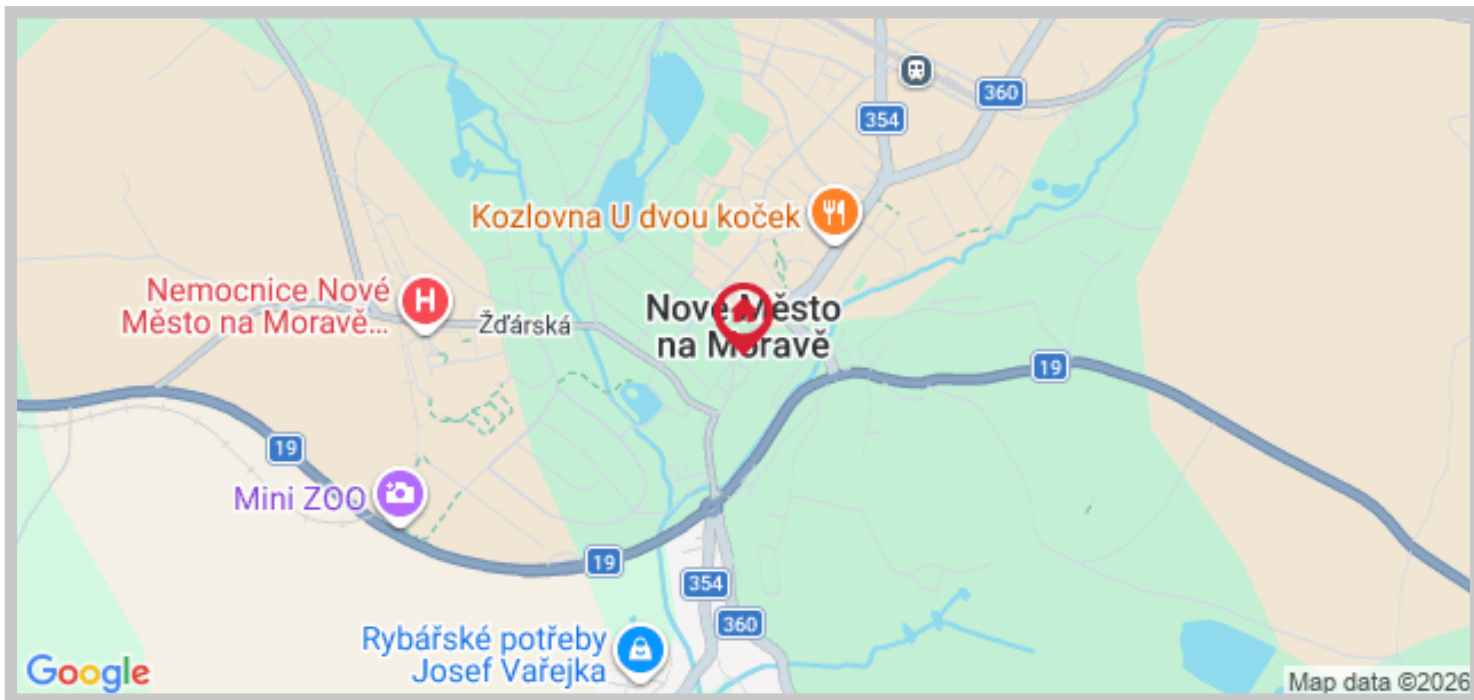 360
354
Kozlovna U dvou koček
Nemocnice Nové
Město na Moravě...
H
Žďárská
Nové Město
na Moravě
19
19
Mini ZOO
19
354
360
Rybářské potřeby
Josef Vařejka
Google
Map data ©2026